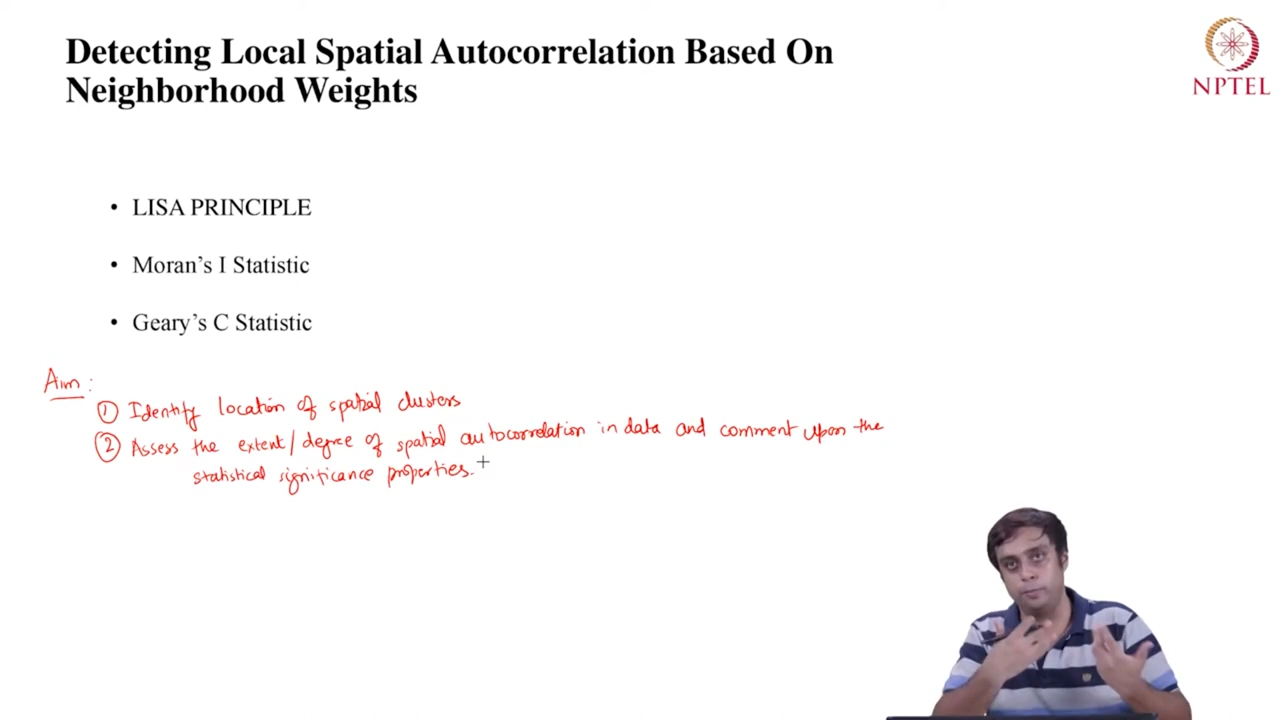 Detecting Local Spatial Autocorrelation Based On
Neighborhood Weights
NPTEL
• LISA PRINCIPLE
• Moran's I Statistic
• Geary's C Statistic
Aim:
① Identify location of spatial clusters
② Assess the extent/degree of spatial autocorrelation in data and comment upon the
statistical significance properties.